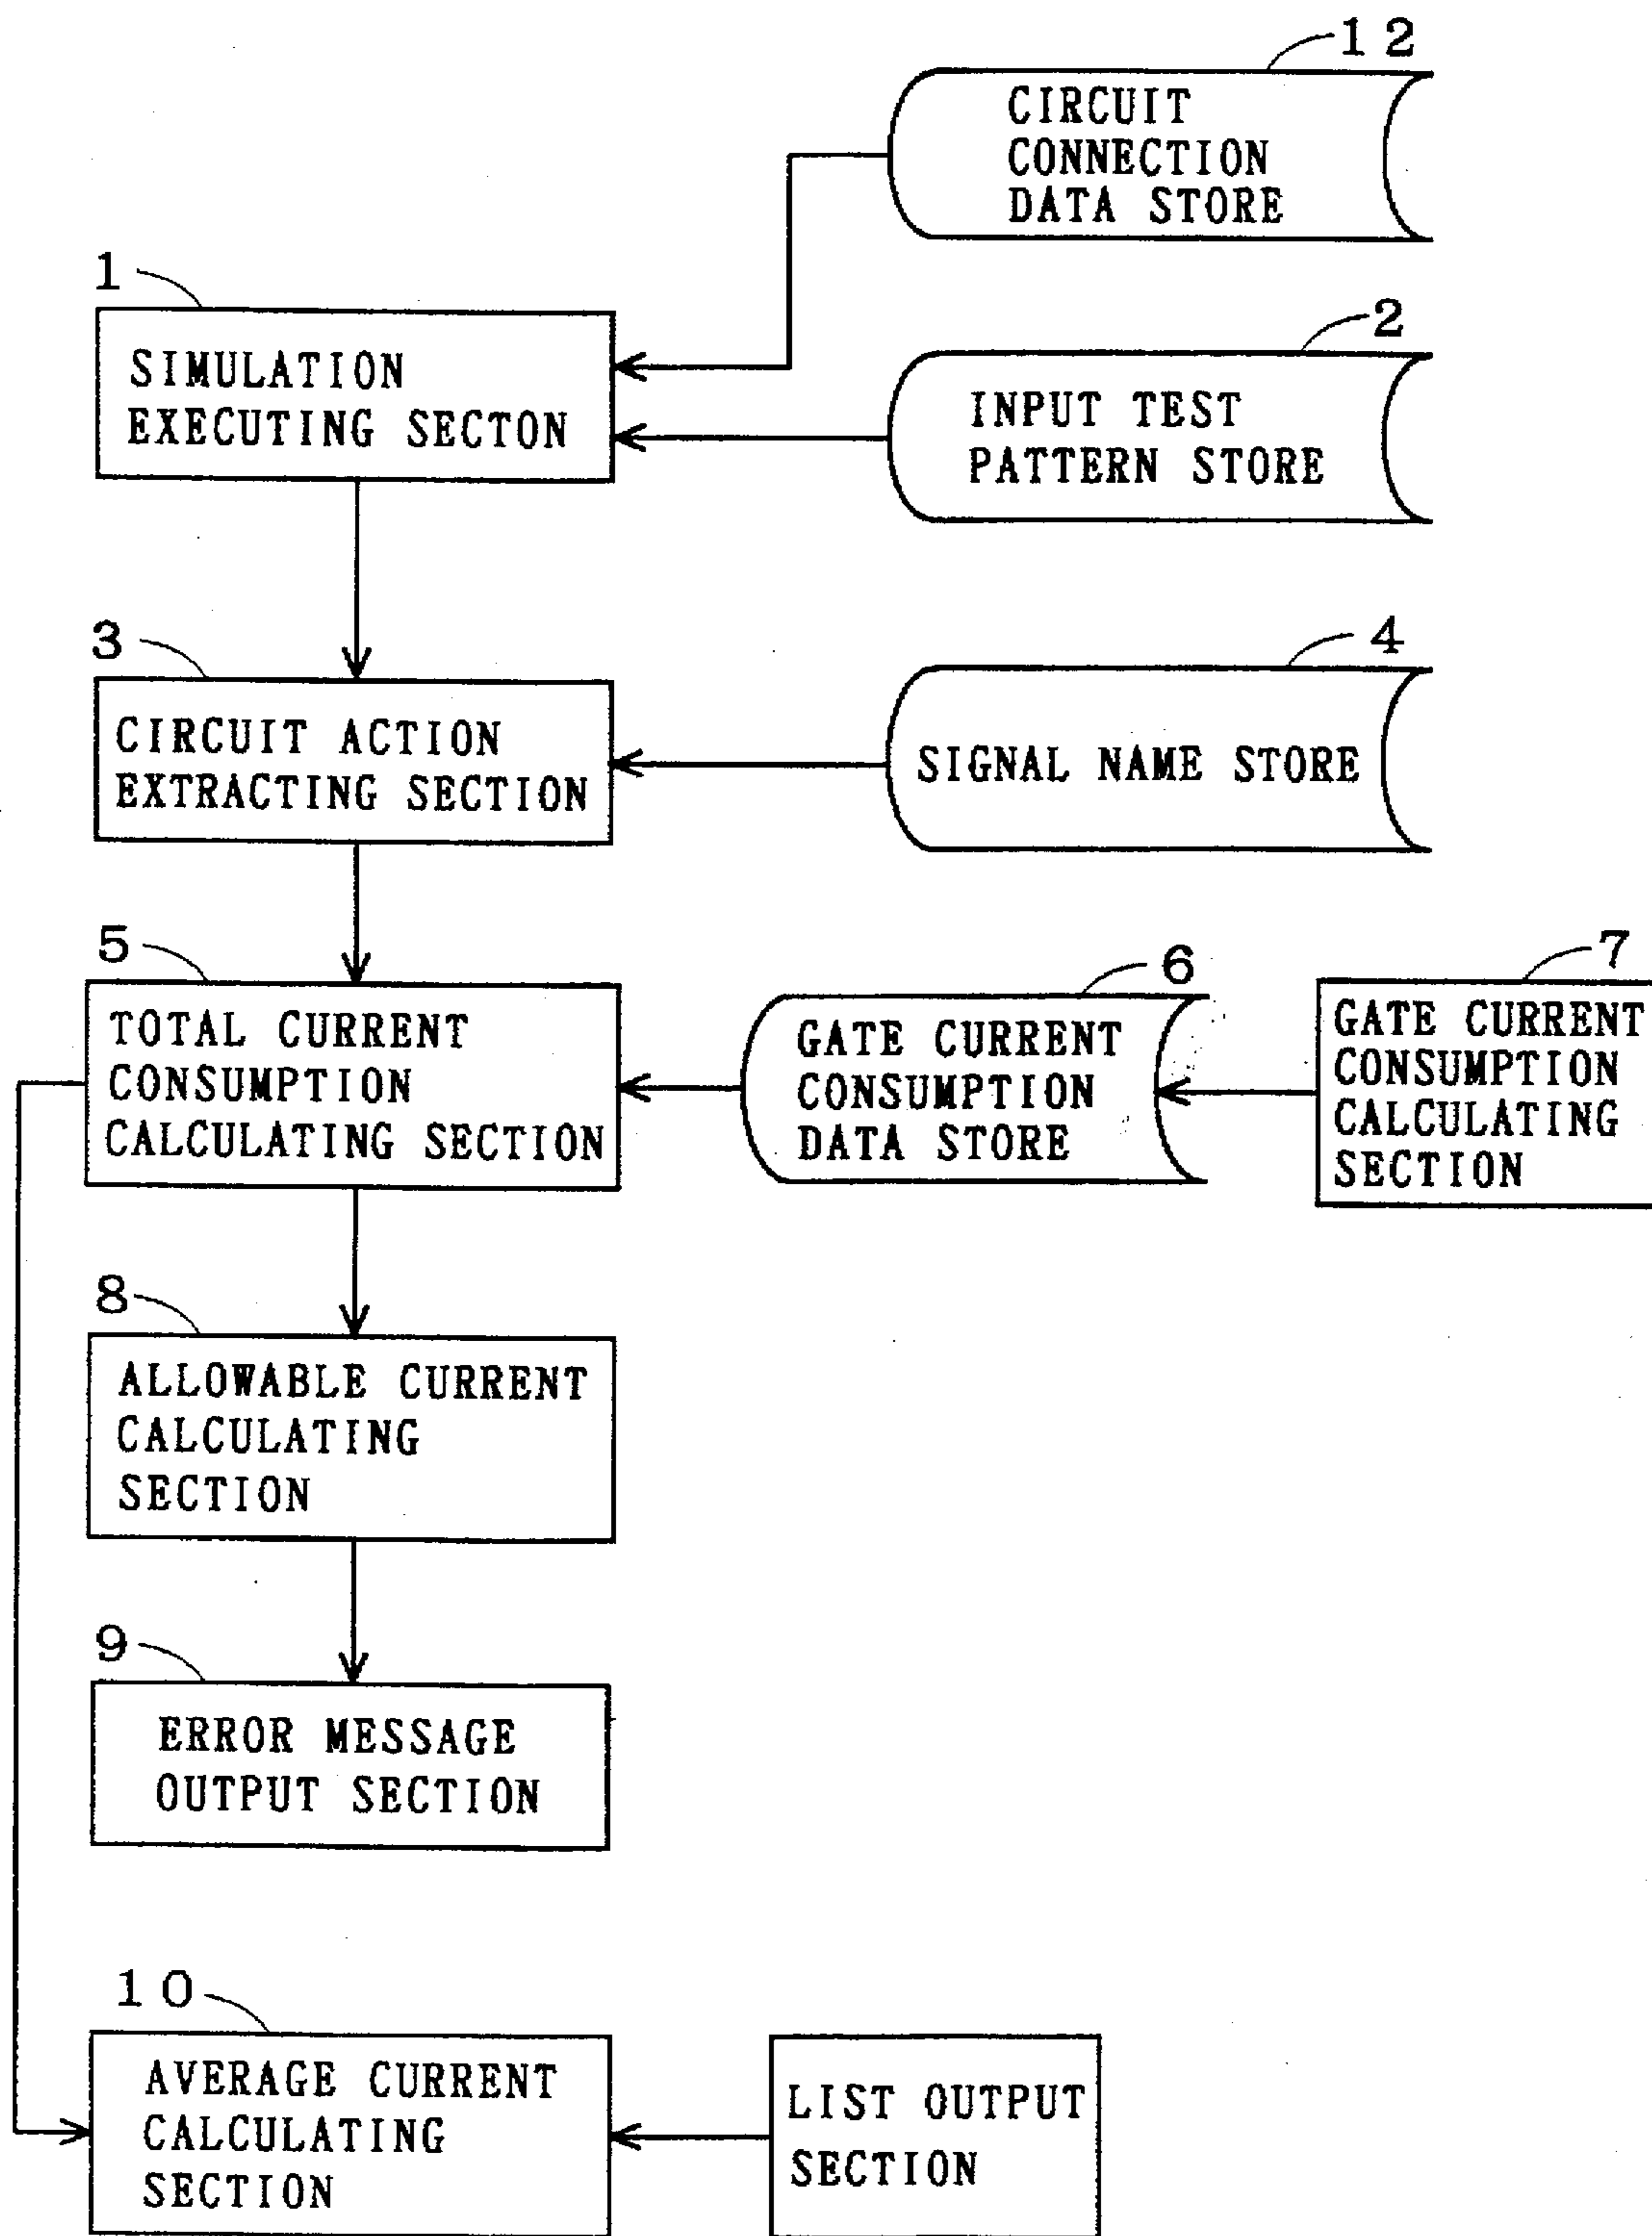 12
CIRCUIT
CONNECTION
DATA STORE
1
SIMULATION
EXECUTING SECTON
2
INPUT TEST
PATTERN STORE
3
CIRCUIT ACTION
EXTRACTING SECTION
4
SIGNAL NAME STORE
5
TOTAL CURRENT
CONSUMPTION
CALCULATING SECTION
6
GATE CURRENT
CONSUMPTION
DATA STORE
7
GATE CURRENT
CONSUMPTION
CALCULATING
SECTION
8
ALLOWABLE CURRENT
CALCULATING
SECTION
9
ERROR MESSAGE
OUTPUT SECTION
10
AVERAGE CURRENT
CALCULATING
SECTION
LIST OUTPUT
SECTION